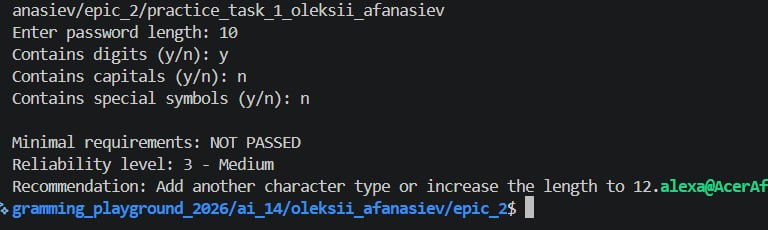 anasiev/epic_2/practice_task_1_oleksii_afanasiev
Enter password length: 10
Contains digits (y/n): y
Contains capitals (y/n): n
Contains special symbols (y/n): n
Minimal requirements: NOT PASSED
Reliability level: 3 - Medium
Recommendation: Add another character type or increase the length to 12.alexa@AcerAf
gramming_playground_2026/ai_14/oleksii_afanasiev/epic_2$